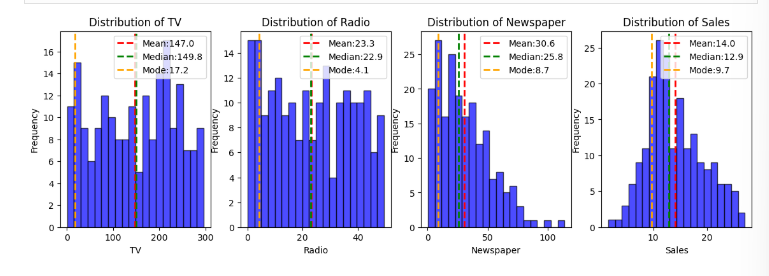 Distribution of TV
Mean:147.0
Median:149.8
Mode:17.2
Frequency
0
2
4
6
8
10
12
14
16
0
100
200
300
TV
Distribution of Radio
Mean:23.3
Median:22.9
Mode:4.1
Frequency
0
2
4
6
8
10
12
14
0
20
40
Radio
Distribution of Newspaper
Mean:30.6
Median:25.8
Mode:8.7
Frequency
0
5
10
15
20
25
0
50
100
Newspaper
Distribution of Sales
Mean:14.0
Median:12.9
Mode:9.7
Frequency
0
5
10
15
20
25
10
20
Sales